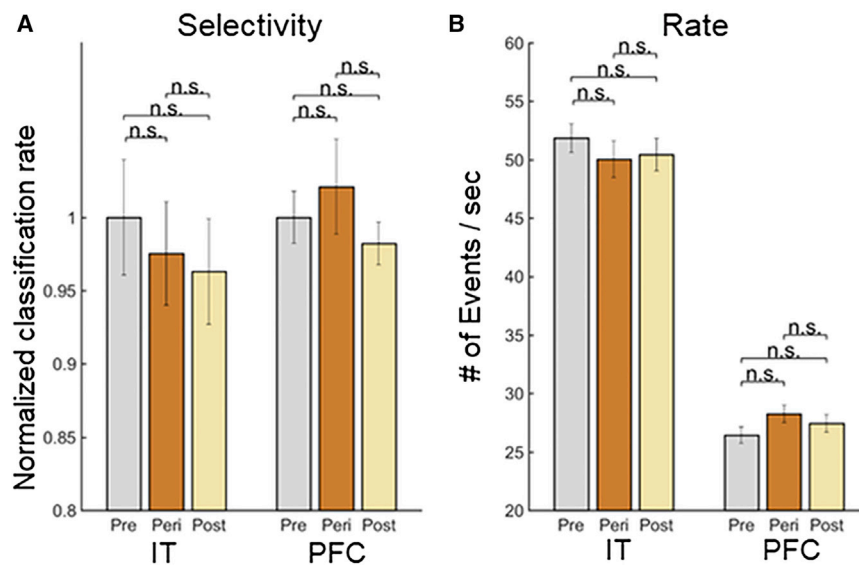 A Selectivity
n.s.
n.s.
n.s.
n.s.
n.s.
n.s.
Normalized classification rate
1
0.95
0.9
0.85
0.8
Pre Peri Post Pre Peri Post
IT PFC
B Rate
60
55
50
45
40
35
30
25
20
# of Events / sec
n.s.
n.s.
n.s.
n.s.
n.s.
n.s.
Pre Peri Post Pre Peri Post
IT PFC